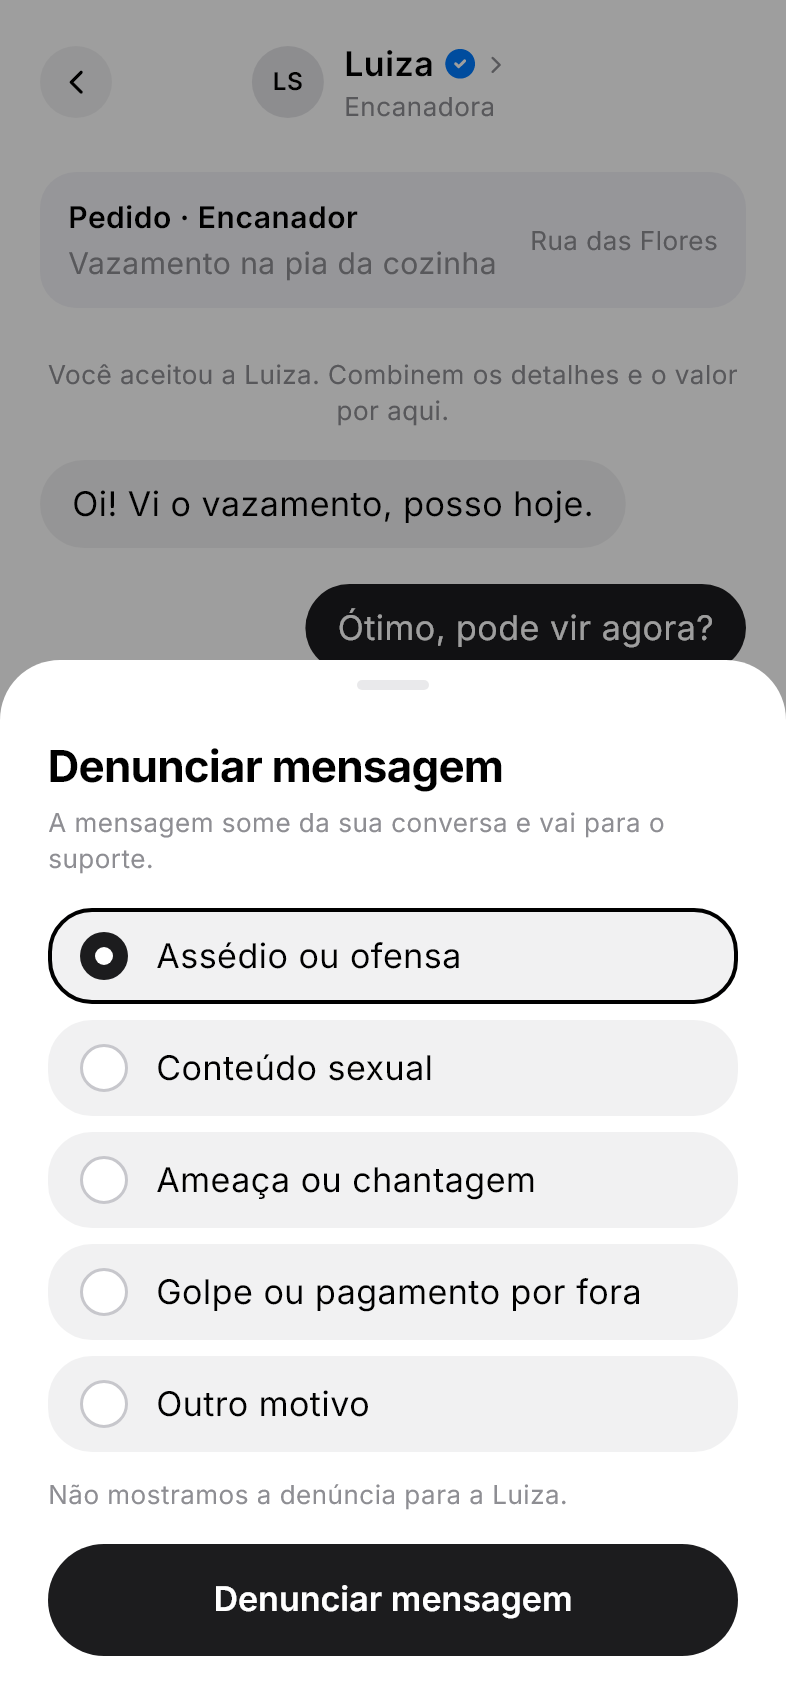 LS
Luiza
Encanadora
Pedido · Encanador
Vazamento na pia da cozinha
Rua das Flores
Você aceitou a Luiza. Combinem os detalhes e o valor
por aqui.
Oi! Vi o vazamento, posso hoje.
Ótimo, pode vir agora?
Denunciar mensagem
A mensagem some da sua conversa e vai para o
suporte.
Assédio ou ofensa
Conteúdo sexual
Ameaça ou chantagem
Golpe ou pagamento por fora
Outro motivo
Não mostramos a denúncia para a Luiza.
Denunciar mensagem